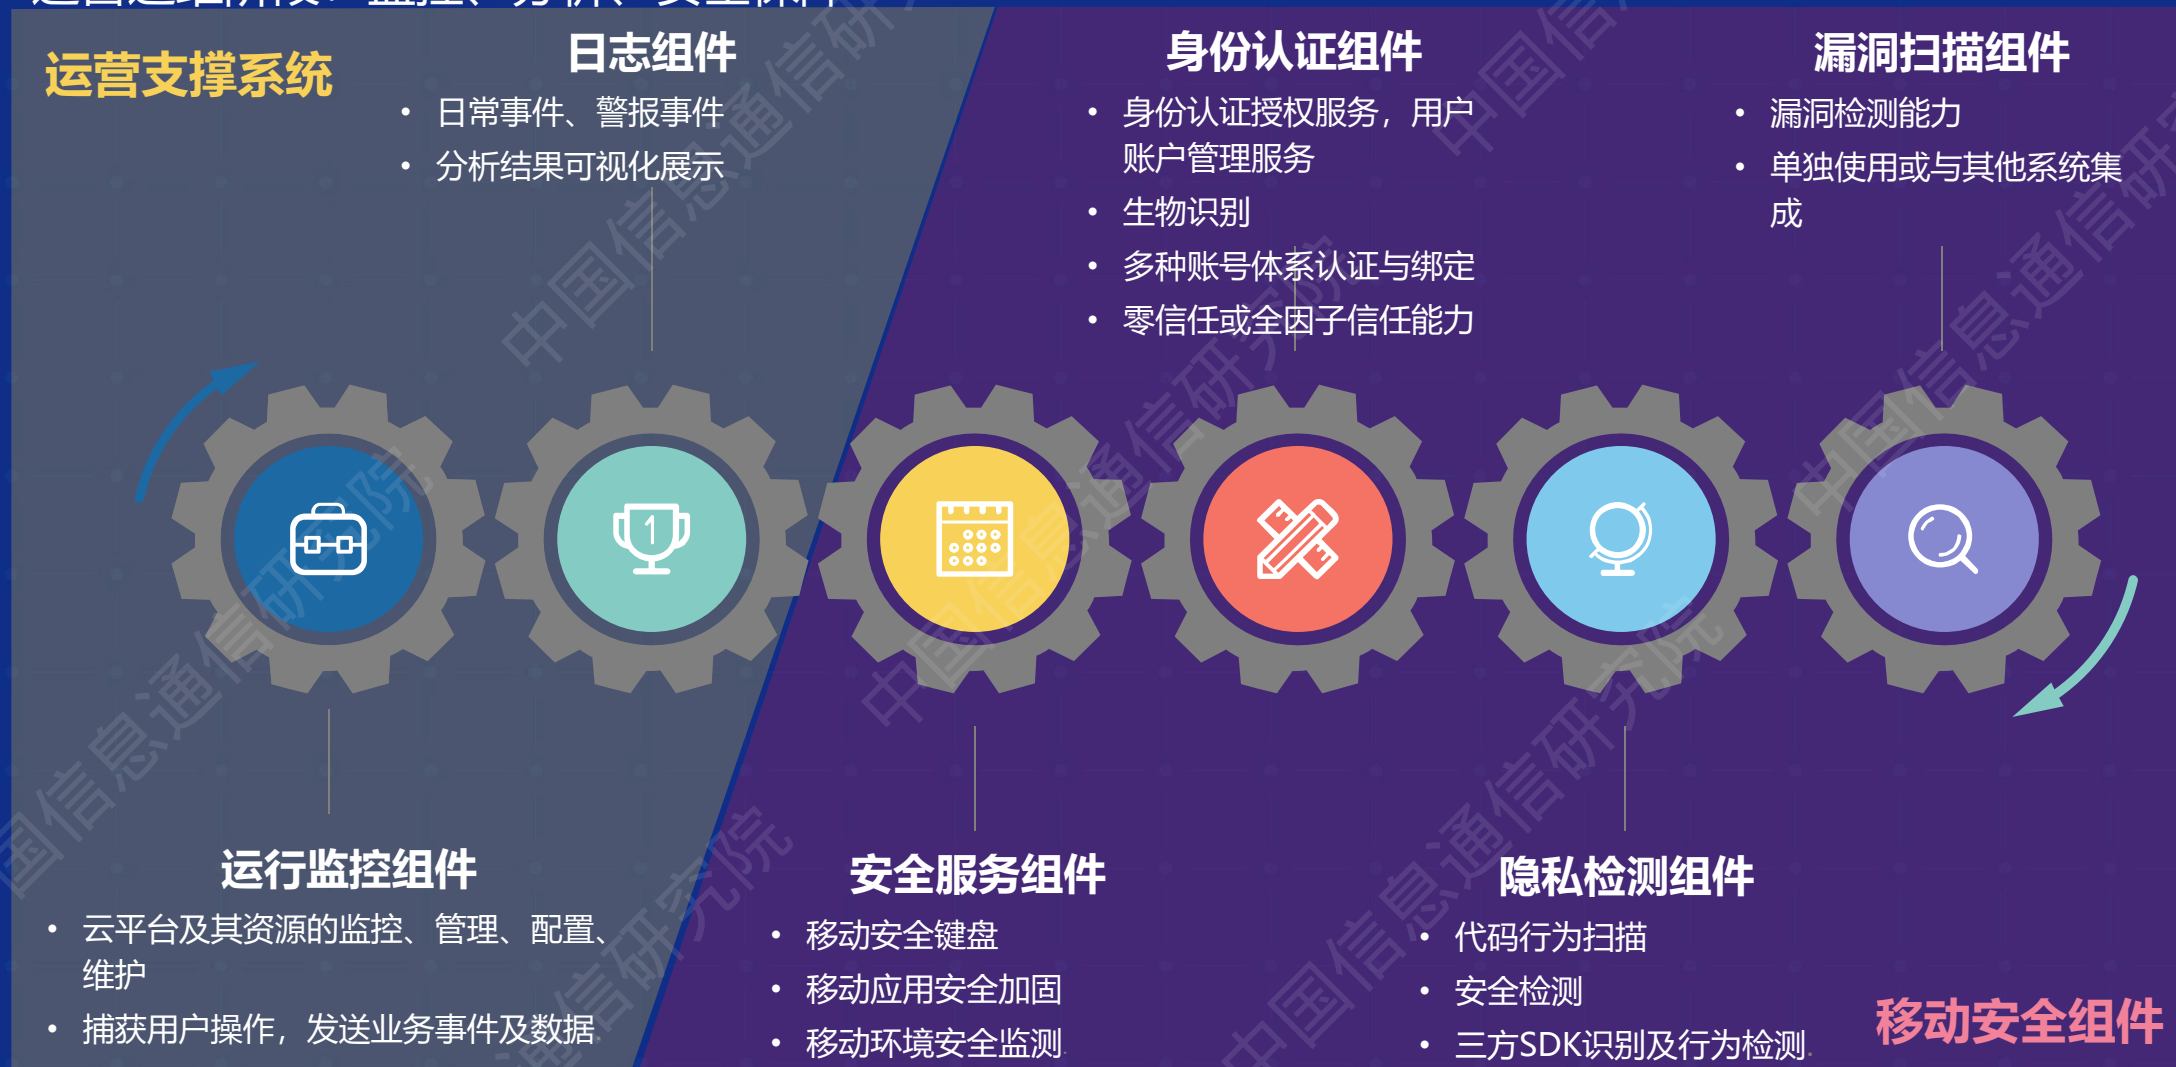 运营支撑系统
日志组件
• 日常事件、警报事件
• 分析结果可视化展示
身份认证组件
• 身份认证授权服务，用户
账户管理服务
• 生物识别
• 多种账号体系认证与绑定
• 零信任或全因子信任能力
漏洞扫描组件
• 漏洞检测能力
• 单独使用或与其他系统集
成
1
运行监控组件
• 云平台及其资源的监控、管理、配置、
维护
• 捕获用户操作，发送业务事件及数据
安全服务组件
• 移动安全键盘
• 移动应用安全加固
• 移动环境安全监测
隐私检测组件
• 代码行为扫描
• 安全检测
• 三方SDK识别及行为检测
移动安全组件
中国信息通信研究院